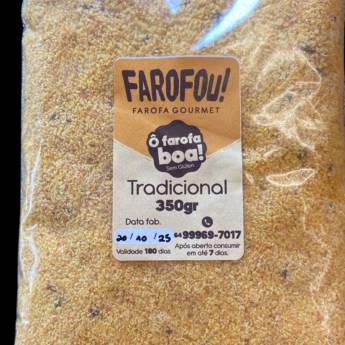 FAROFOU!
FAROFA GOURMET
Ô farofa
boa!
Sem Glúten
Tradicional
350gr
Data fab.
20/10/25
64 99969-7017
Validade 180 dias
Após aberto consumir
em até 7 dias.